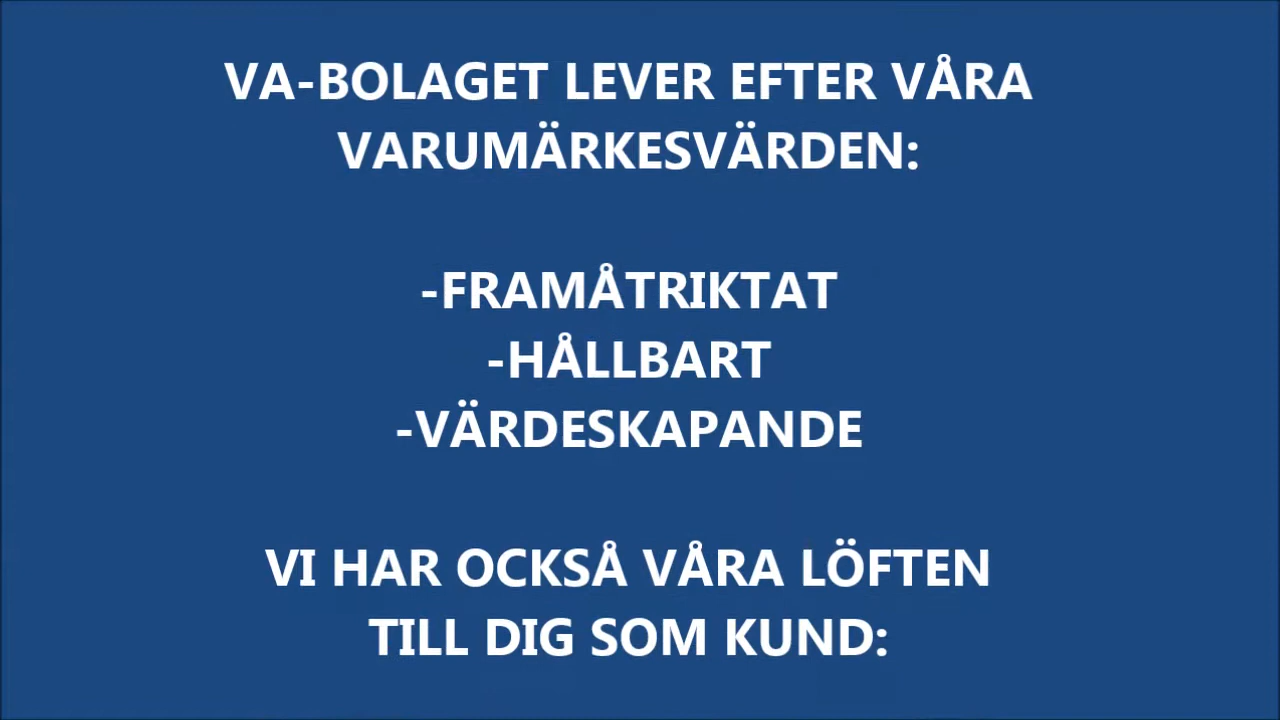 VA-BOLAGET LEVER EFTER VÅRA
VARUMÄRKESVÄRDEN:
-FRAMÅTRIKTAT
-HÅLLBART
-VÄRDESKAPANDE
VI HAR OCKSÅ VÅRA LÖFTEN
TILL DIG SOM KUND: